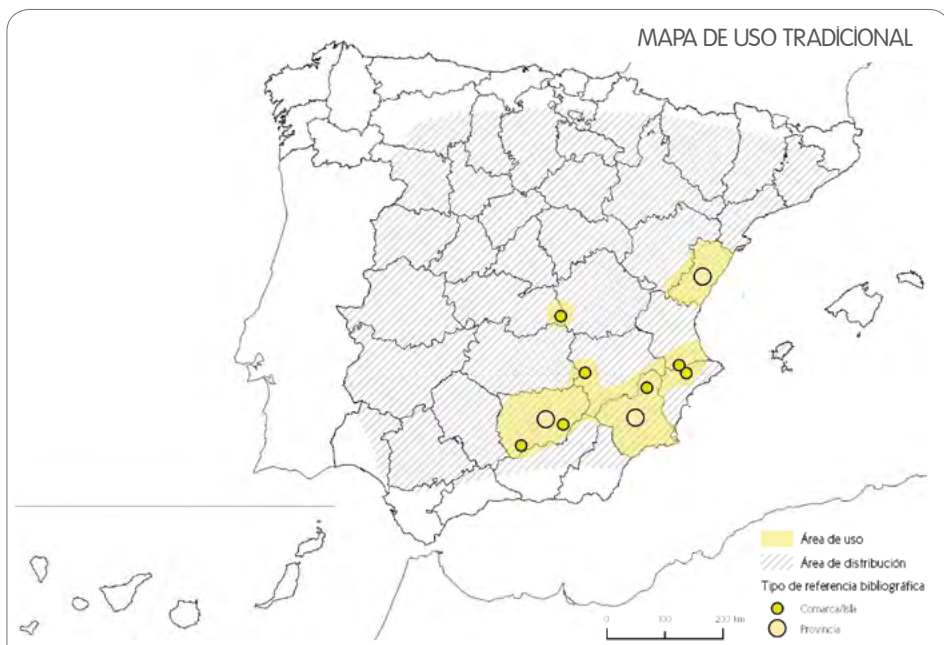 MAPA DE USO TRADICIONAL
Área de uso
Área de distribución
Tipo de referencia bibliográfica
Comarca/Isla
Provincia
0 100 200 km